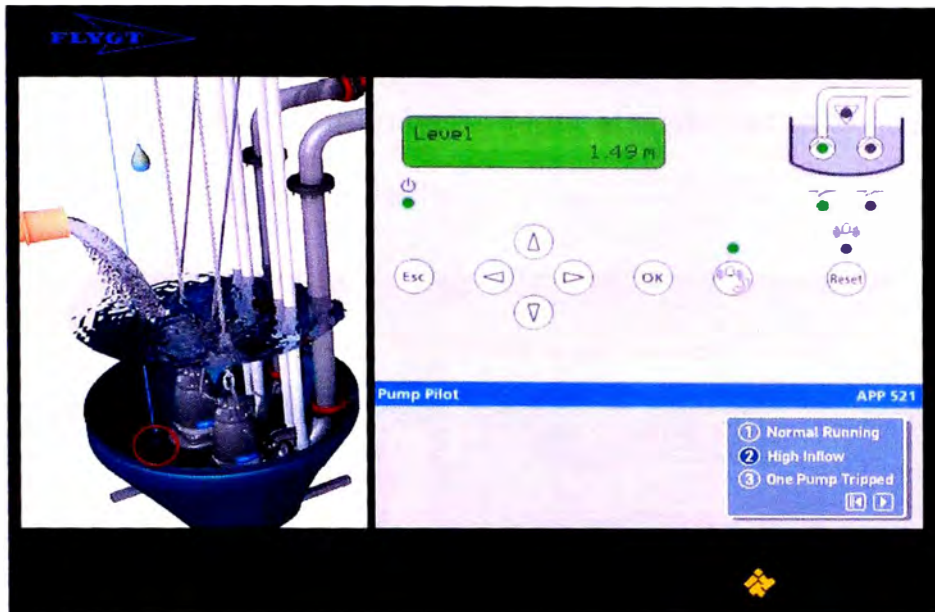 FLYGT
Level
1.49 m
Esc
OK
Reset
Pump Pilot
APP 521
1 Normal Running
2 High Inflow
3 One Pump Tripped